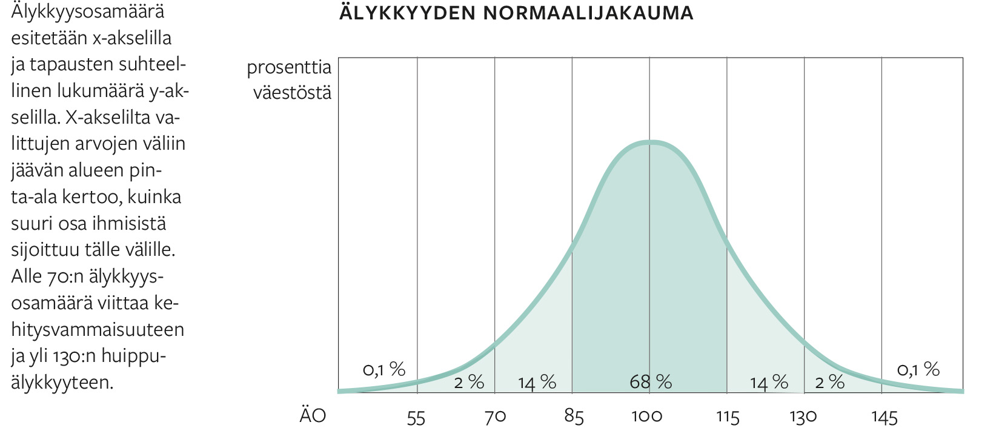 Älykkyysosamäärä
esitetään x-akselilla
ja tapausten suhteel-
linen lukumäärä y-ak-
selilla. X-akselilta va-
littujen arvojen väliin
jäävän alueen pin-
ta-ala kertoo, kuinka
suuri osa ihmisistä
sijoittuu tälle välille.
Alle 70:n älykkyys-
osamäärä viittaa ke-
hitysvammaisuuteen
ja yli 130:n huippu-
älykkyyteen.
ÄLYKKYYDEN NORMAALIJAKAUMA
prosenttia
väestöstä
0,1 % 2 % 14 % 68 % 14 % 2 % 0,1 %
ÄO 55 70 85 100 115 130 145